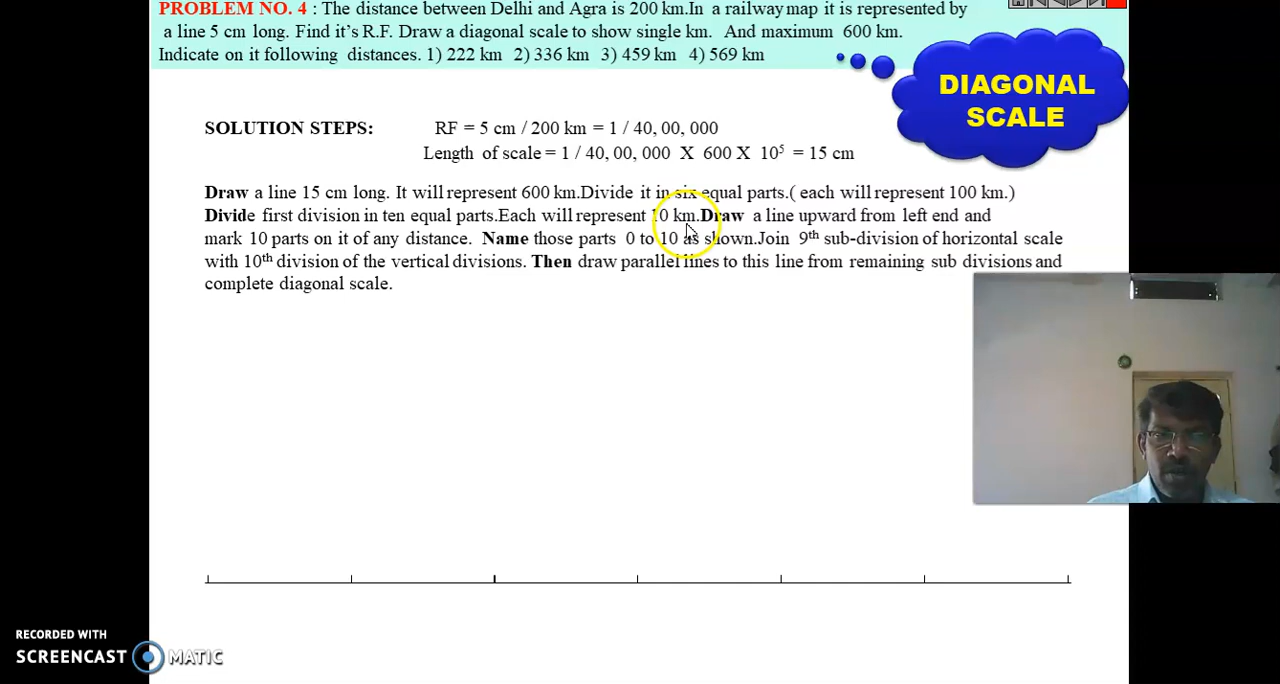 PROBLEM NO. 4 : The distance between Delhi and Agra is 200 km.In a railway map it is represented by
a line 5 cm long. Find it's R.F. Draw a diagonal scale to show single km. And maximum 600 km.
Indicate on it following distances. 1) 222 km 2) 336 km 3) 459 km 4) 569 km
DIAGONAL
SCALE
SOLUTION STEPS: RF = 5 cm / 200 km = 1 / 40, 00, 000
Length of scale = 1 / 40, 00, 000 X 600 X 10⁵ = 15 cm
Draw a line 15 cm long. It will represent 600 km.Divide it in six equal parts.( each will represent 100 km.)
Divide first division in ten equal parts.Each will represent 10 km.Draw a line upward from left end and
mark 10 parts on it of any distance. Name those parts 0 to 10 as shown.Join 9th sub-division of horizontal scale
with 10th division of the vertical divisions. Then draw parallel lines to this line from remaining sub divisions and
complete diagonal scale.
RECORDED WITH
SCREENCAST MATIC